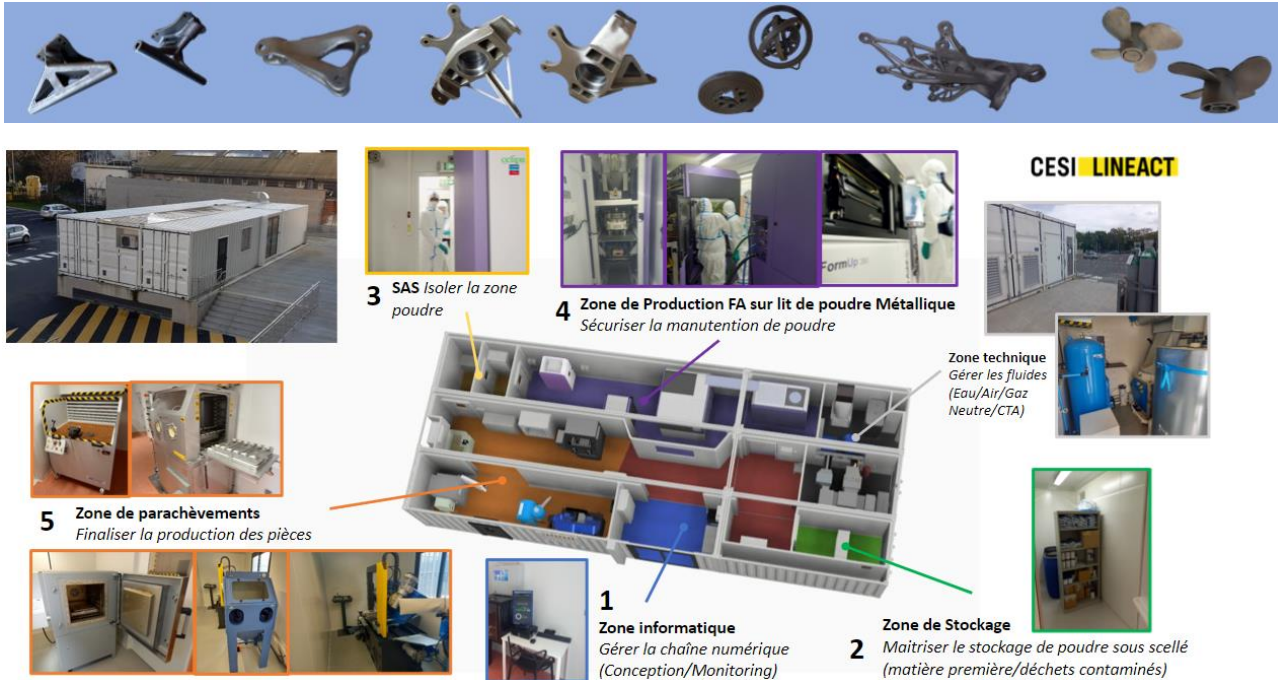 CESI LINEACT
3 SAS Isoler la zone
poudre
4 Zone de Production FA sur lit de poudre Métallique
Sécuriser la manutention de poudre
FormUp
Zone technique
Gérer les fluides
(Eau/Air/Gaz
Neutre/CTA)
5 Zone de parachèvements
Finaliser la production des pièces
1
Zone informatique
Gérer la chaîne numérique
(Conception/Monitoring)
2 Zone de Stockage
Maitriser le stockage de poudre sous scellé
(matière première/déchets contaminés)